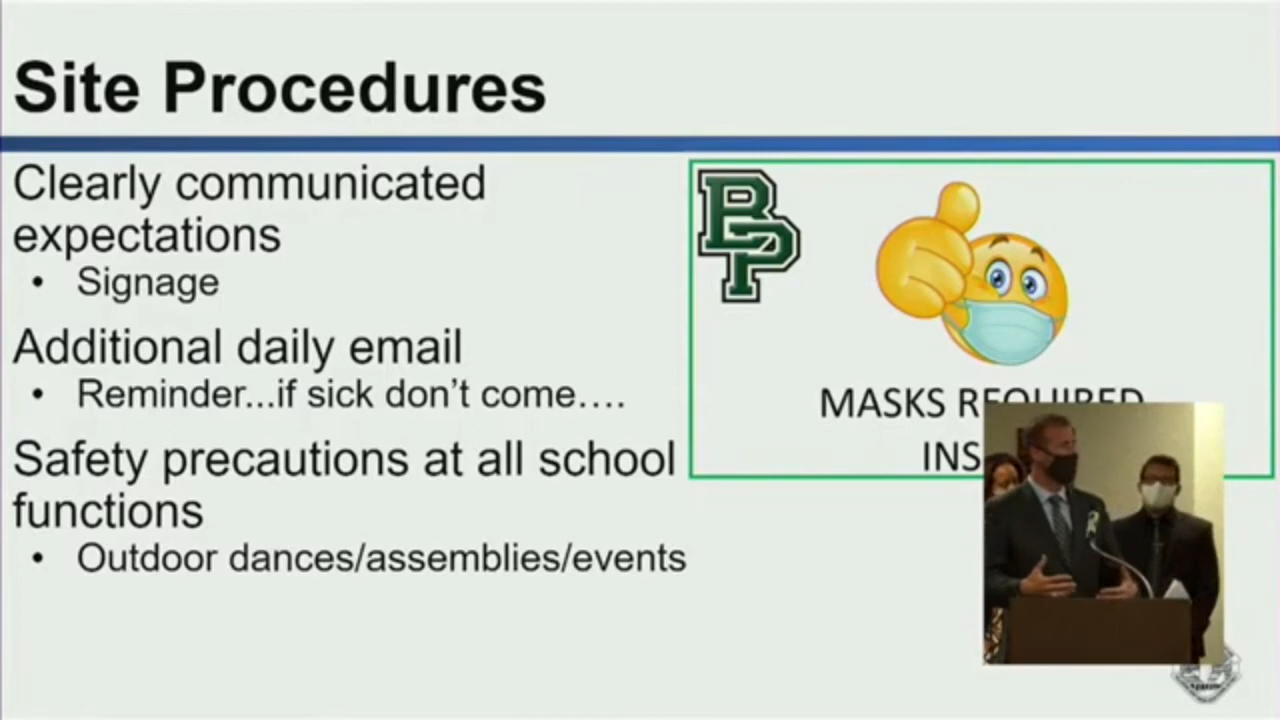 Site Procedures
Clearly communicated
expectations
• Signage
Additional daily email
• Reminder...if sick don't come….
Safety precautions at all school
functions
• Outdoor dances/assemblies/events
BP
MASKS REQUIRED